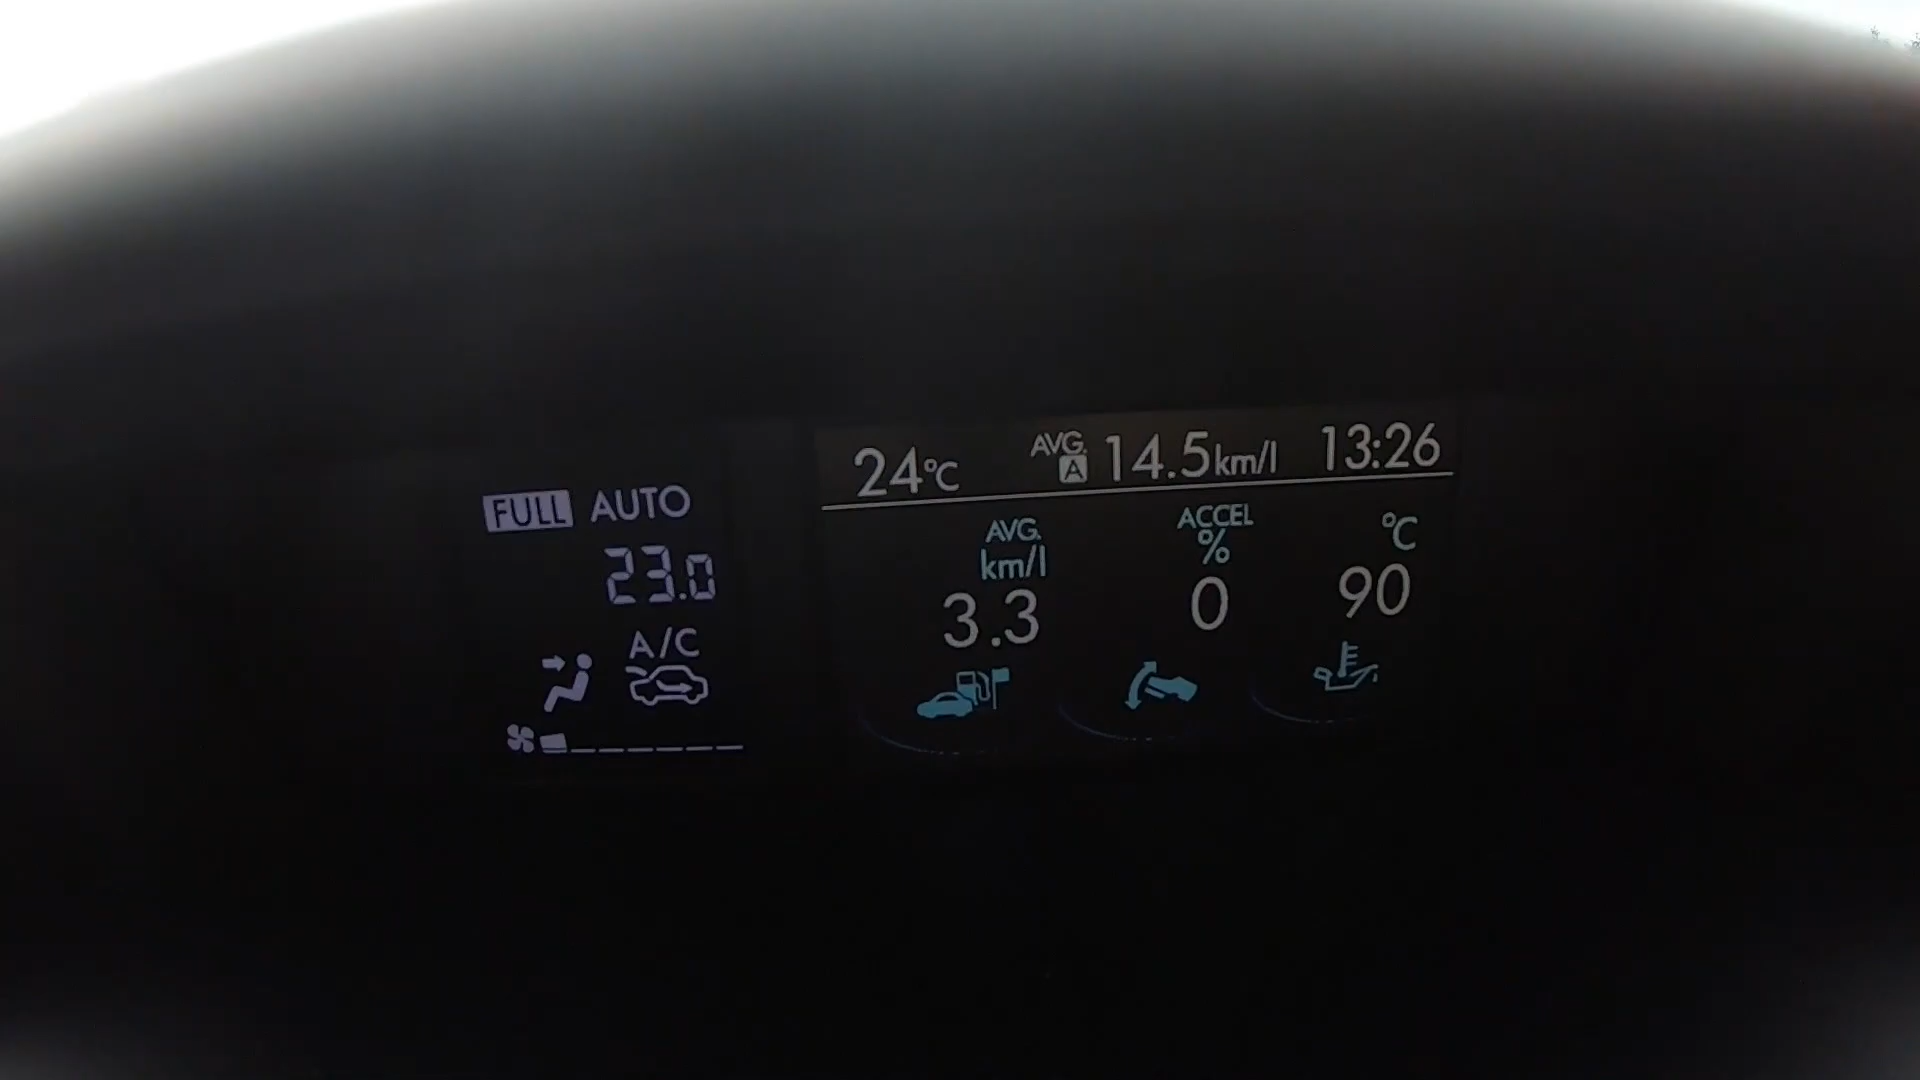 24°C AVG. A 14.5km/l 13:26
FULL AUTO
23.0
A/C
AVG. km/l
3.3
ACCEL %
0
°C
90